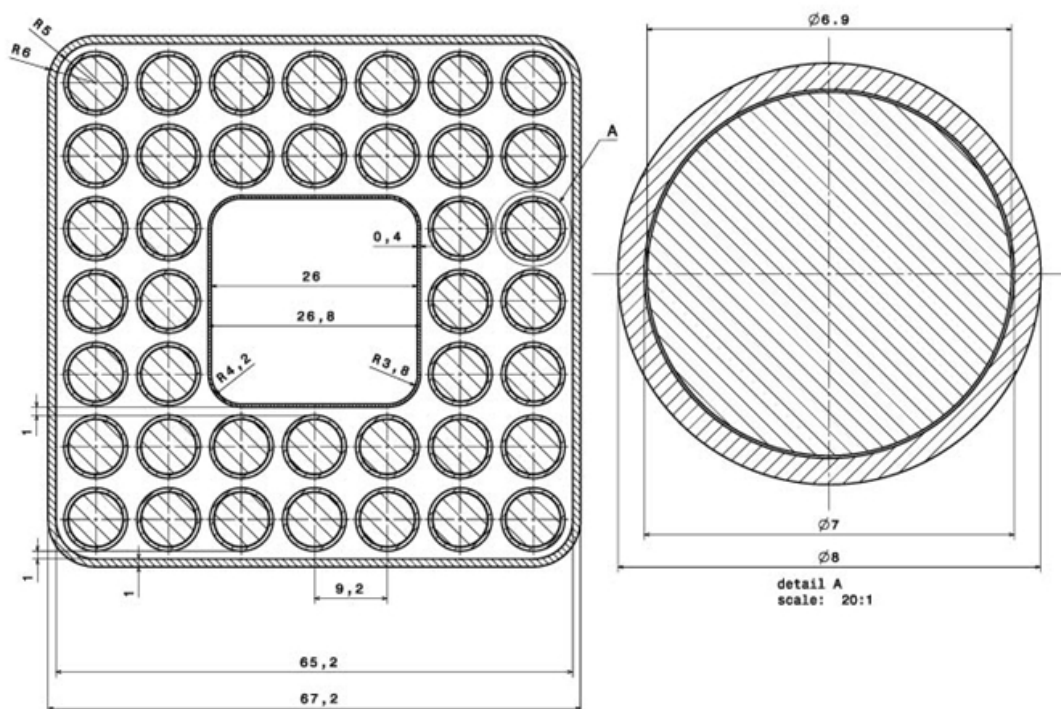 R5
R6
Ø6.9
A
0,4
26
26,8
R4,2
R3,8
1
1
1
9,2
65,2
67,2
Ø7
Ø8
detail A
scale: 20:1